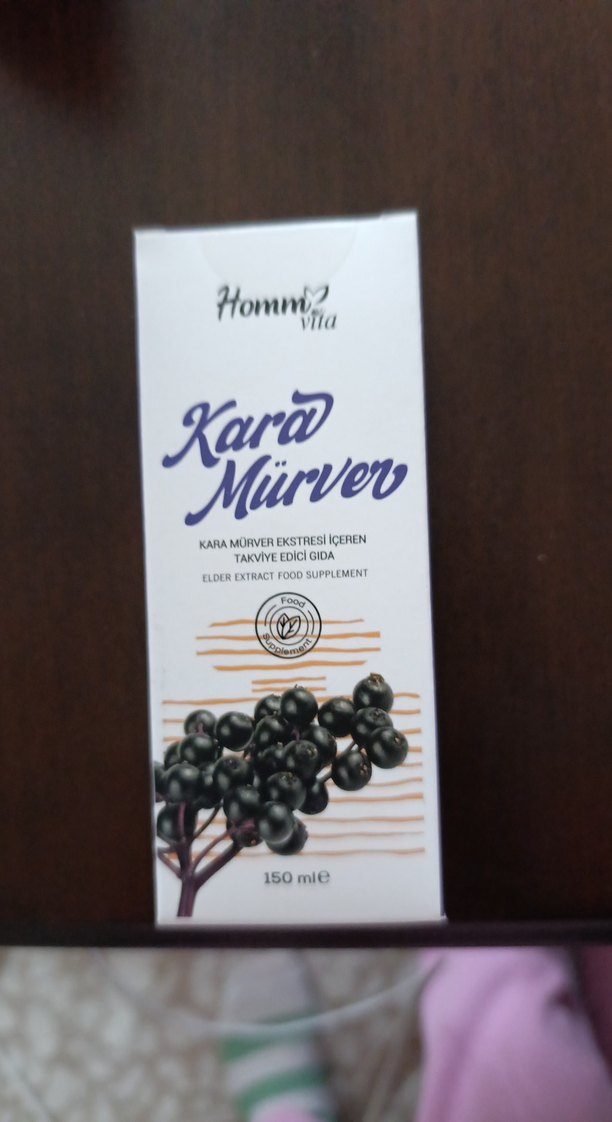 Homm
vita
Kara
Mürver
KARA MÜRVER EKSTRESİ İÇEREN
TAKVİYE EDİCİ GIDA
ELDER EXTRACT FOOD SUPPLEMENT
Food
Supplement
150 ml℮